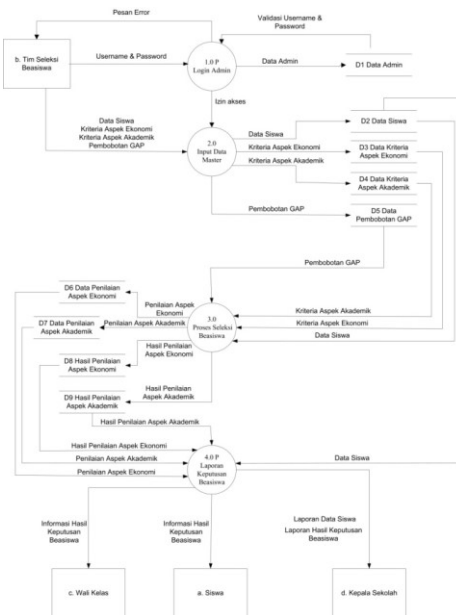 Pesan Error
Validasi Username &
Password
b. Tim Seleksi
Beasiswa
Username & Password
1.0 P
Login Admin
Data Admin
D1 Data Admin
Izin akses
Data Siswa
Kriteria Aspek Ekonomi
Kriteria Aspek Akademik
Pembobotan GAP
2.0
Input Data
Master
Data Siswa
D2 Data Siswa
Kriteria Aspek Ekonomi
D3 Data Kriteria
Aspek Ekonomi
Kriteria Aspek Akademik
D4 Data Kriteria
Aspek Akademik
Pembobotan GAP
D5 Data
Pembobotan GAP
Pembobotan GAP
D6 Data Penilaian
Aspek Ekonomi
Penilaian Aspek
Ekonomi
D7 Data Penilaian
Aspek Akademik
Penilaian Aspek Akademik
3.0
Proses Seleksi
Beasiswa
Kriteria Aspek Akademik
Kriteria Aspek Ekonomi
Data Siswa
Hasil Penilaian
Aspek Ekonomi
D8 Hasil Penilaian
Aspek Ekonomi
Hasil Penilaian
Aspek Akademik
D9 Hasil Penilaian
Aspek Akademik
Hasil Penilaian Aspek Akademik
Hasil Penilaian Aspek Ekonomi
Penilaian Aspek Akademik
Penilaian Aspek Ekonomi
4.0 P
Laporan
Keputusan
Beasiswa
Data Siswa
Informasi Hasil
Keputusan
Beasiswa
Informasi Hasil
Keputusan
Beasiswa
Laporan Data Siswa
Laporan Hasil Keputusan
Beasiswa
c. Wali Kelas
a. Siswa
d. Kepala Sekolah